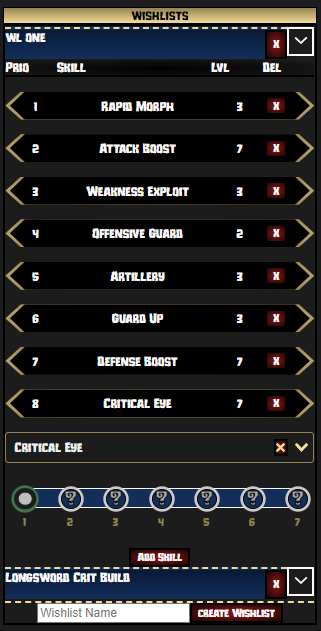 WISHLISTS
WL ONE X
PRIO SKILL LVL DEL
1 RAPID MORPH 3 X
2 ATTACK BOOST 7 X
3 WEAKNESS EXPLOIT 3 X
4 OFFENSIVE GUARD 2 X
5 ARTILLERY 3 X
6 GUARD UP 3 X
7 DEFENSE BOOST 7 X
8 CRITICAL EYE 7 X
CRITICAL EYE X
? ? ? ? ? ?
1 2 3 4 5 6 7
ADD SKILL
LONGSWORD CRIT BUILD X
Wishlist Name CREATE WISHLIST